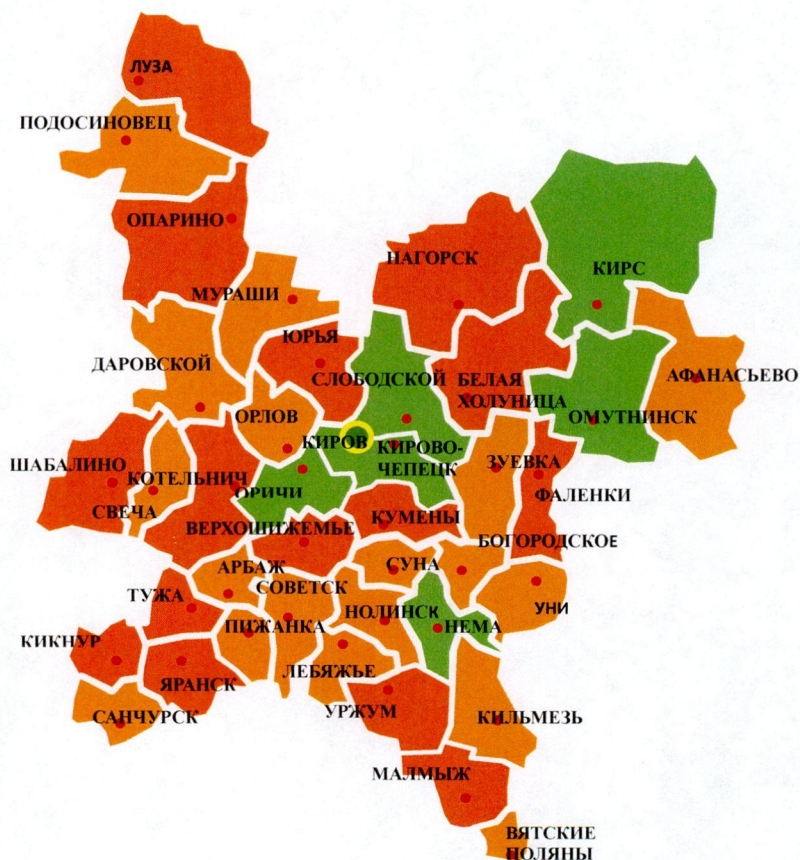 ЛУЗА
ПОДОСИНОВЕЦ
ОПАРИНО
НАГОРСК
КИРС
МУРАШИ
ЮРЬЯ
ДАРОВСКОЙ
СЛОБОДСКОЙ
БЕЛАЯ
ХОЛУНИЦА
АФАНАСЬЕВО
ОРЛОВ
ОМУТНИНСК
КИРОВ
КИРОВО-
ЧЕПЕЦК
ЗУЕВКА
ШАБАЛИНО
КОТЕЛЬНИЧ
ОРИЧИ
ФАЛЕНКИ
СВЕЧА
ВЕРХОШИЖЕМЬЕ
КУМЕНЫ
БОГОРОДСКОЕ
АРБАЖ
СУНА
СОВЕТСК
ТУЖА
НОЛИНСК
УНИ
ПИЖАНКА
НЕМА
КИКНУР
ЛЕБЯЖЬЕ
ЯРАНСК
УРЖУМ
САНЧУРСК
КИЛЬМЕЗЬ
МАЛМЫЖ
ВЯТСКИЕ
ПОЛЯНЫ